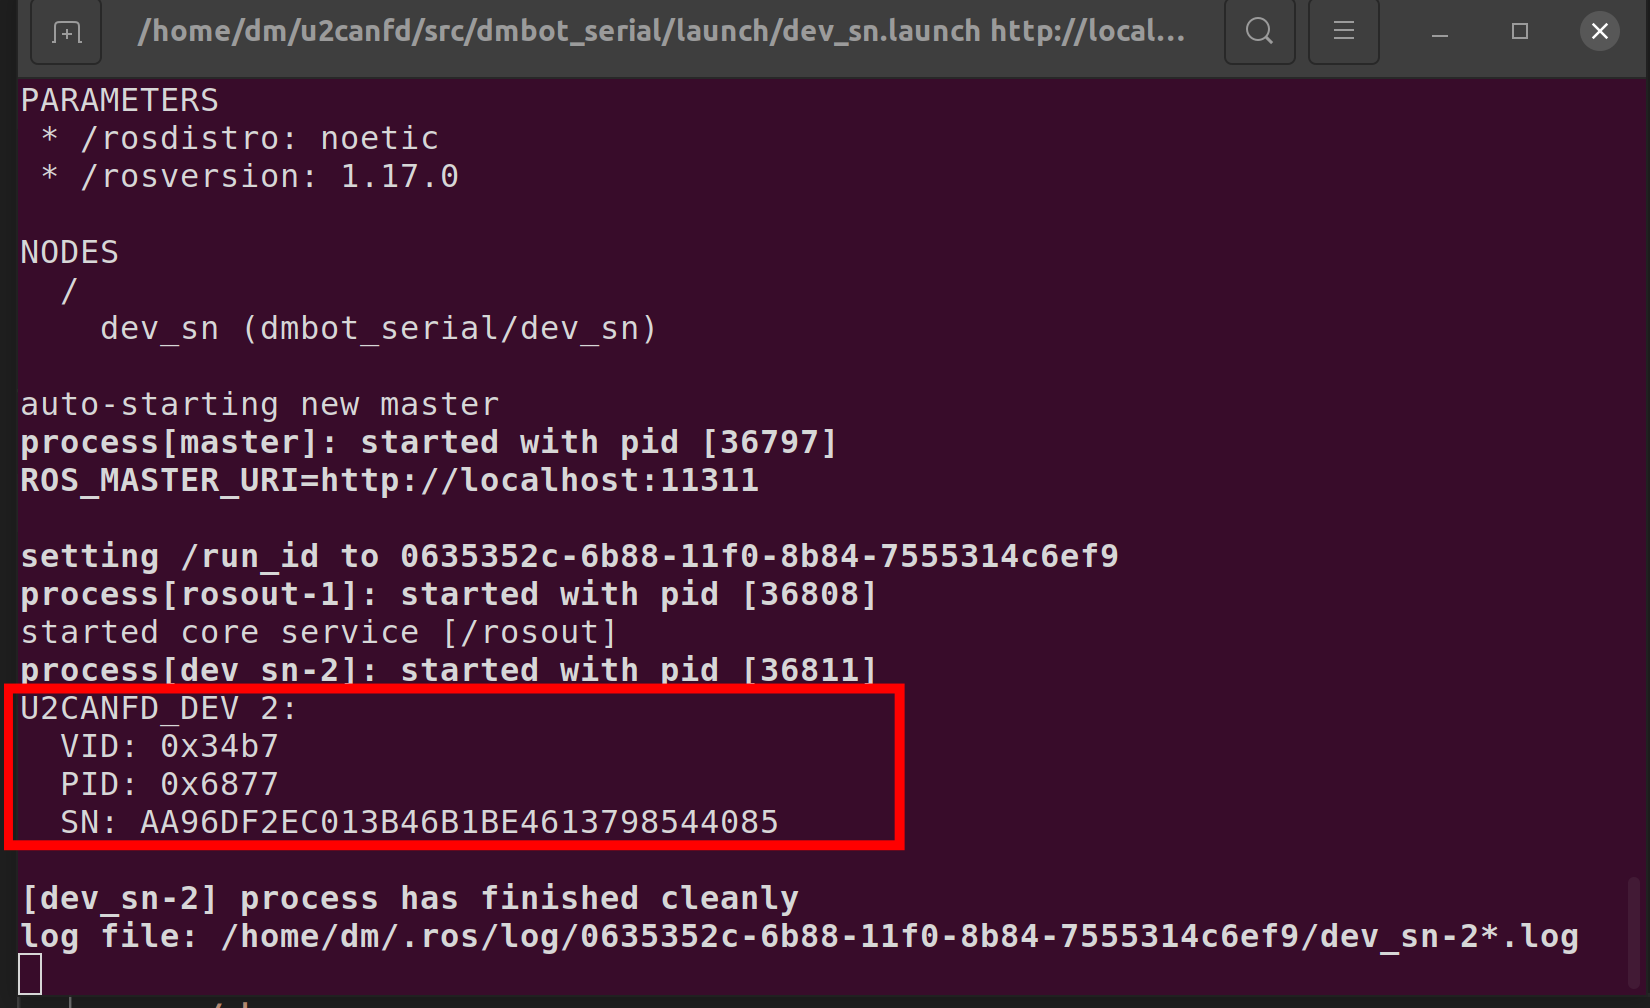 /home/dm/u2canfd/src/dmbot_serial/launch/dev_sn.launch http://local...
PARAMETERS
 * /rosdistro: noetic
 * /rosversion: 1.17.0
NODES
  /
    dev_sn (dmbot_serial/dev_sn)
auto-starting new master
process[master]: started with pid [36797]
ROS_MASTER_URI=http://localhost:11311
setting /run_id to 0635352c-6b88-11f0-8b84-7555314c6ef9
process[rosout-1]: started with pid [36808]
started core service [/rosout]
process[dev_sn-2]: started with pid [36811]
U2CANFD_DEV 2:
  VID: 0x34b7
  PID: 0x6877
  SN: AA96DF2EC013B46B1BE4613798544085
[dev_sn-2] process has finished cleanly
log file: /home/dm/.ros/log/0635352c-6b88-11f0-8b84-7555314c6ef9/dev_sn-2*.log